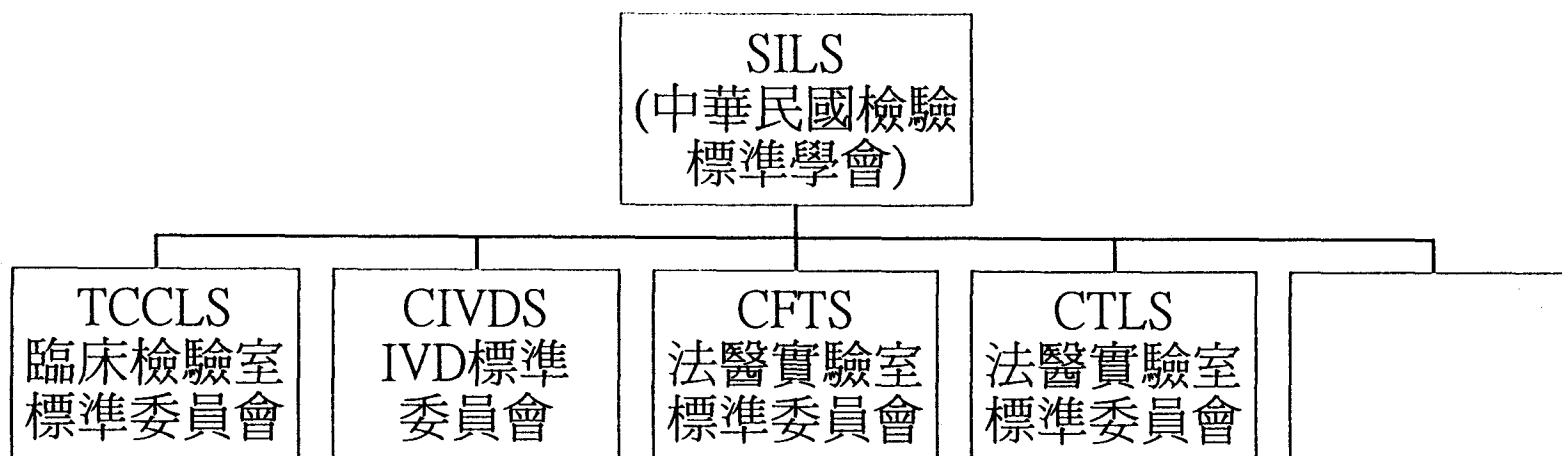 SILS
(中華民國檢驗
標準學會)
TCCLS
臨床檢驗室
標準委員會
CIVDS
IVD標準
委員會
CFTS
法醫實驗室
標準委員會
CTLS
法醫實驗室
標準委員會